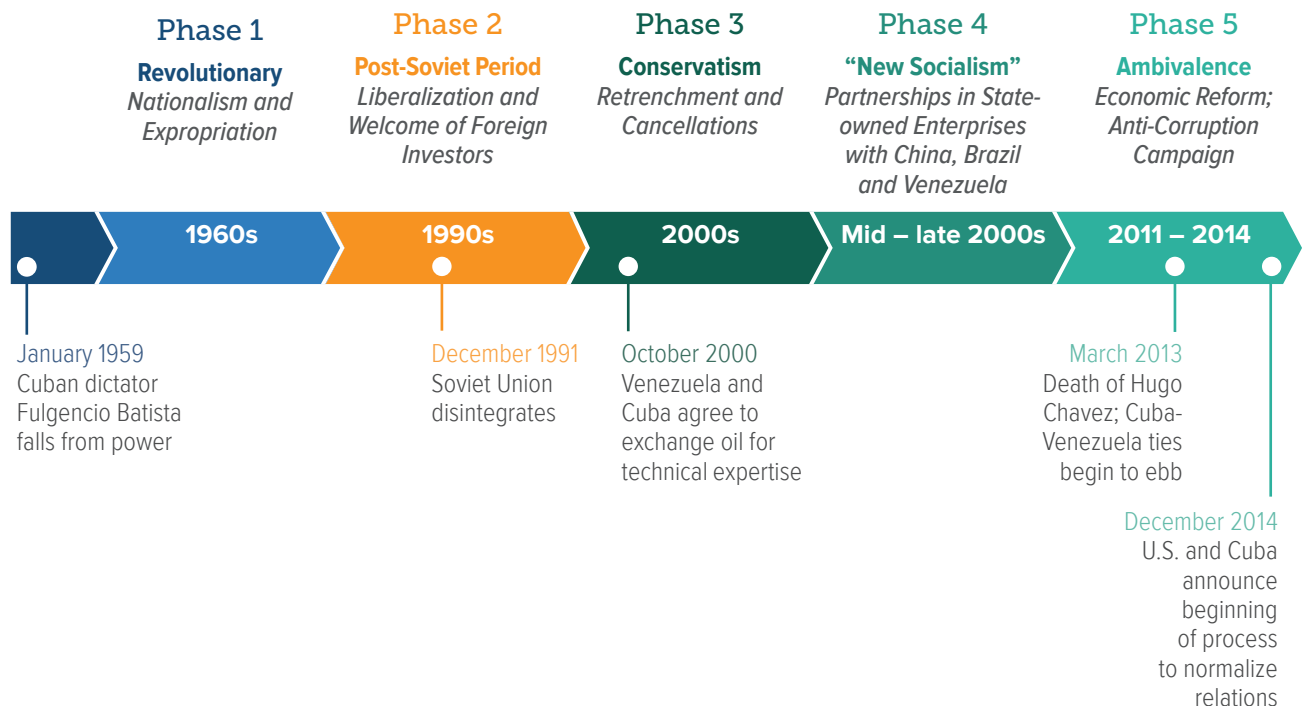 Phase 1
Revolutionary
Nationalism and
Expropriation
Phase 2
Post-Soviet Period
Liberalization and
Welcome of Foreign
Investors
Phase 3
Conservatism
Retrenchment and
Cancellations
Phase 4
“New Socialism”
Partnerships in State-
owned Enterprises
with China, Brazil
and Venezuela
Phase 5
Ambivalence
Economic Reform;
Anti-Corruption
Campaign
1960s
1990s
2000s
Mid – late 2000s
2011 – 2014
January 1959
Cuban dictator
Fulgencio Batista
falls from power
December 1991
Soviet Union
disintegrates
October 2000
Venezuela and
Cuba agree to
exchange oil for
technical expertise
March 2013
Death of Hugo
Chavez; Cuba-
Venezuela ties
begin to ebb
December 2014
U.S. and Cuba
announce
beginning
of process
to normalize
relations